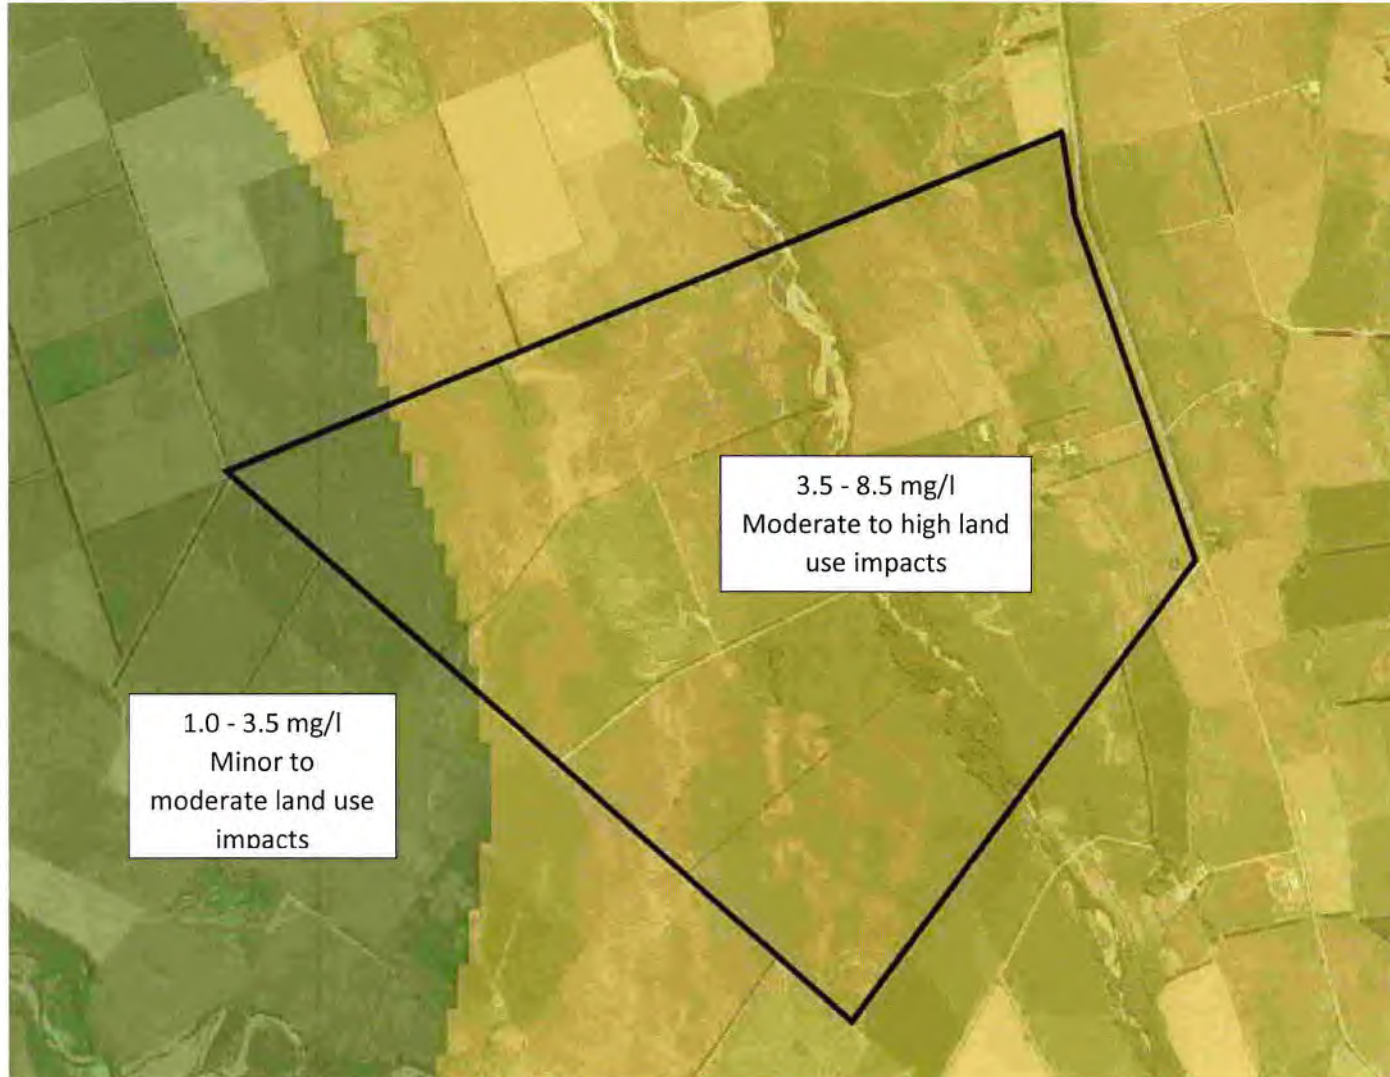 3.5 - 8.5 mg/l
Moderate to high land
use impacts
1.0 - 3.5 mg/l
Minor to
moderate land use
impacts